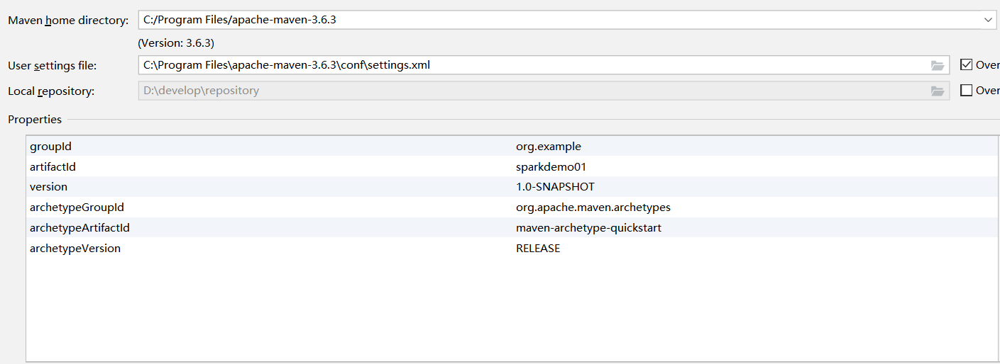 Maven home directory: C:/Program Files/apache-maven-3.6.3
(Version: 3.6.3)
User settings file: C:\Program Files\apache-maven-3.6.3\conf\settings.xml Over
Local repository: D:\develop\repository Over
Properties
groupId org.example
artifactId sparkdemo01
version 1.0-SNAPSHOT
archetypeGroupId org.apache.maven.archetypes
archetypeArtifactId maven-archetype-quickstart
archetypeVersion RELEASE